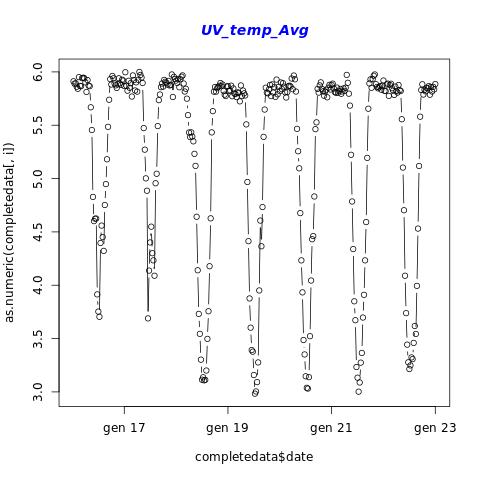 UV_temp_Avg
as.numeric(completedata[, i])
6.0
5.5
5.0
4.5
4.0
3.5
3.0
gen 17 gen 19 gen 21 gen 23
completedata$date